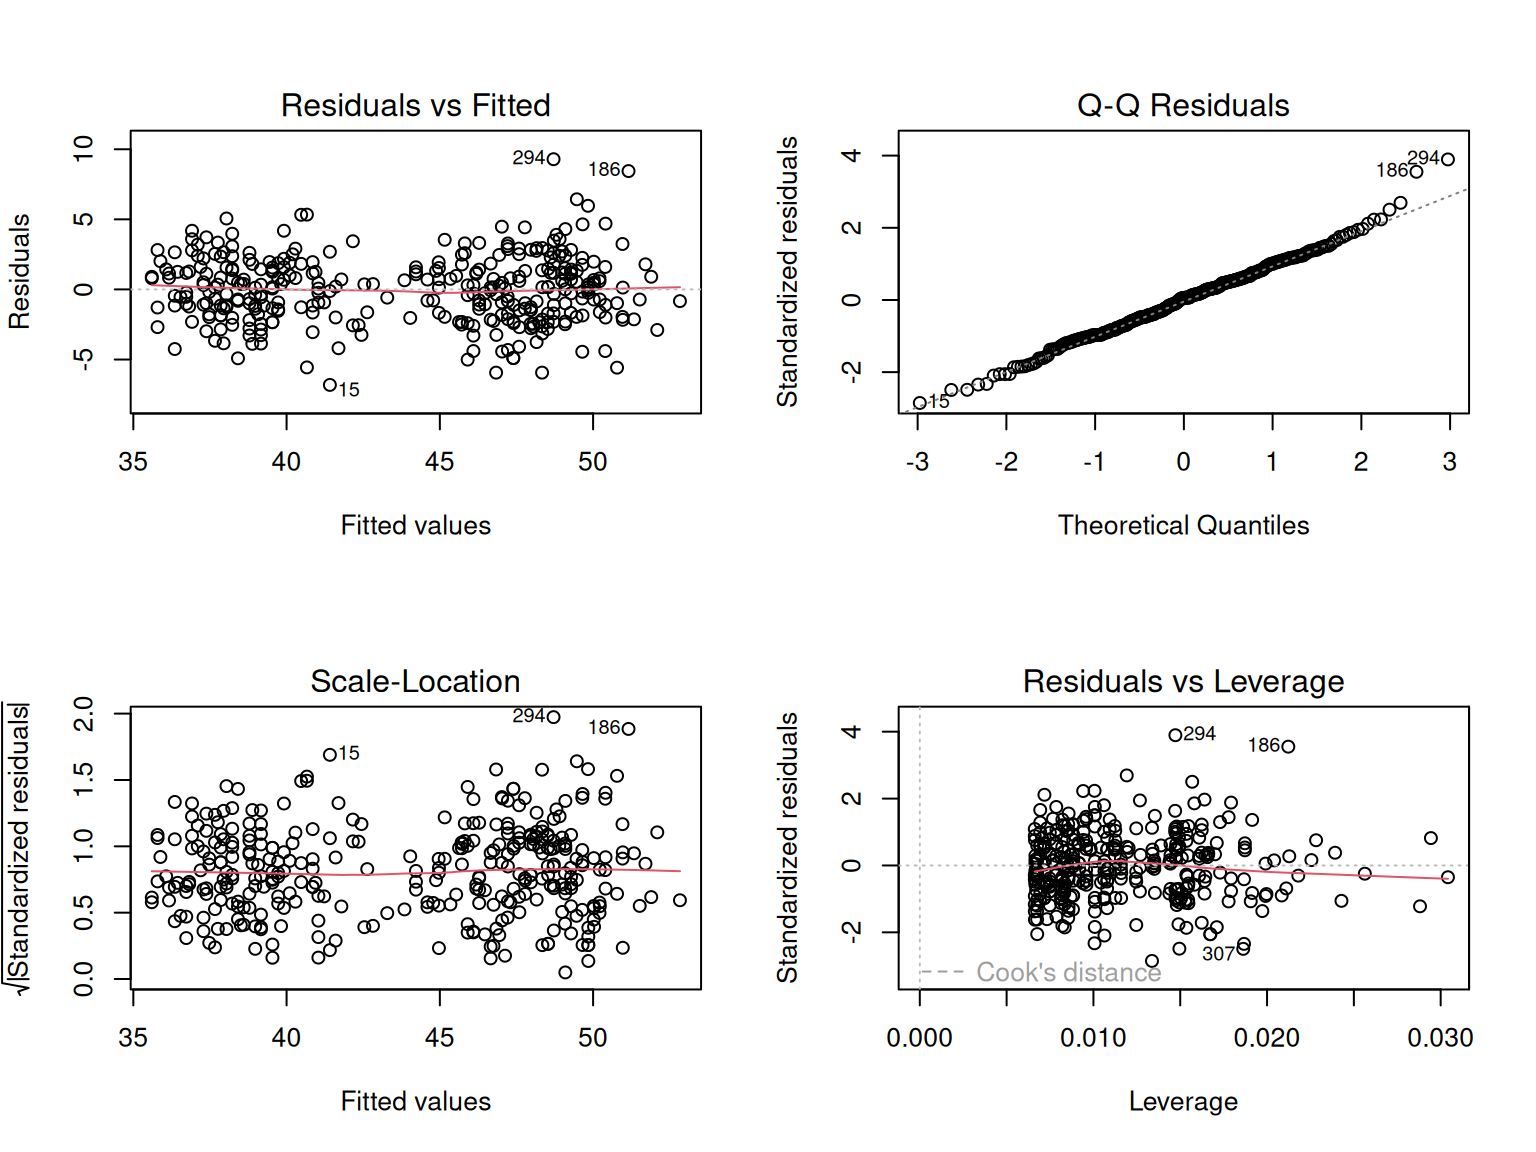 Residuals vs Fitted
Residuals
10
5
0
-5
294
186
15
35 40 45 50
Fitted values
Q-Q Residuals
Standardized residuals
4
2
0
-2
186
294
15
-3 -2 -1 0 1 2 3
Theoretical Quantiles
Scale-Location
√|Standardized residuals|
2.0
1.5
1.0
0.5
0.0
294
186
15
35 40 45 50
Fitted values
Residuals vs Leverage
Standardized residuals
4
2
0
-2
294
186
307
Cook's distance
0.000 0.010 0.020 0.030
Leverage